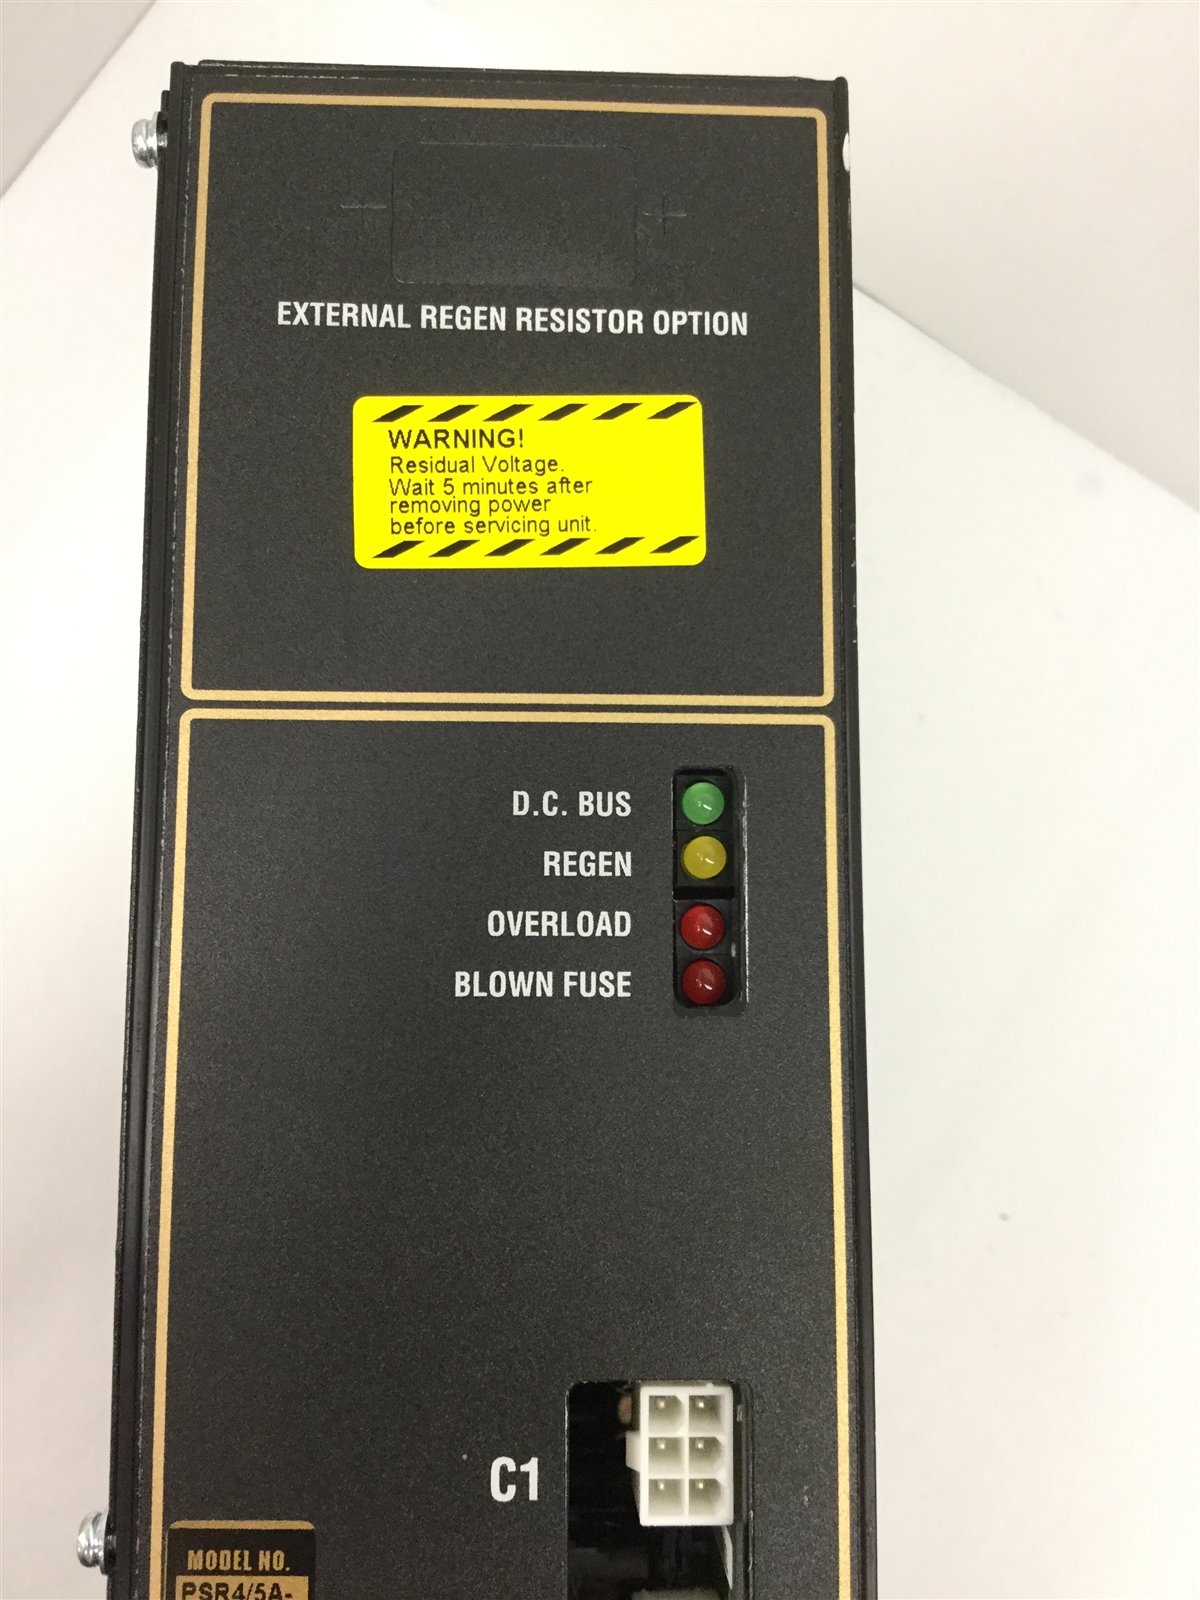 - +
EXTERNAL REGEN RESISTOR OPTION
WARNING!
Residual Voltage.
Wait 5 minutes after
removing power
before servicing unit.
D.C. BUS
REGEN
OVERLOAD
BLOWN FUSE
C1
MODEL NO.
PSR4/5A-